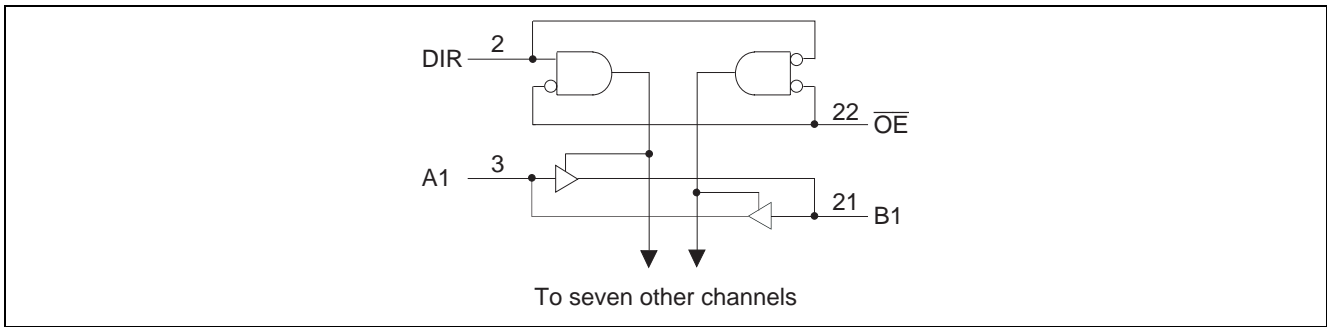 DIR 2
22 OE
A1 3
21 B1
To seven other channels